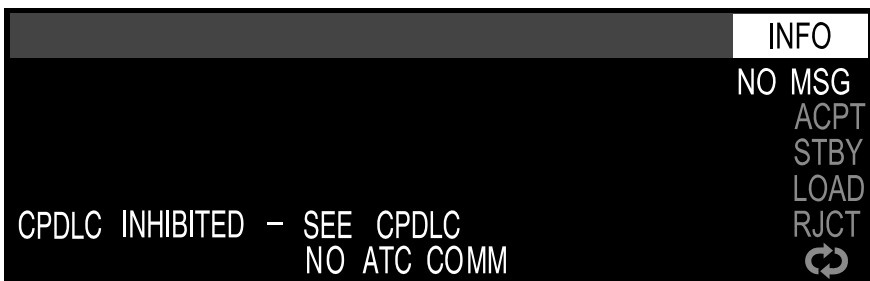 INFO
NO MSG
ACPT
STBY
LOAD
CPDLC INHIBITED – SEE CPDLC
RJCT
NO ATC COMM